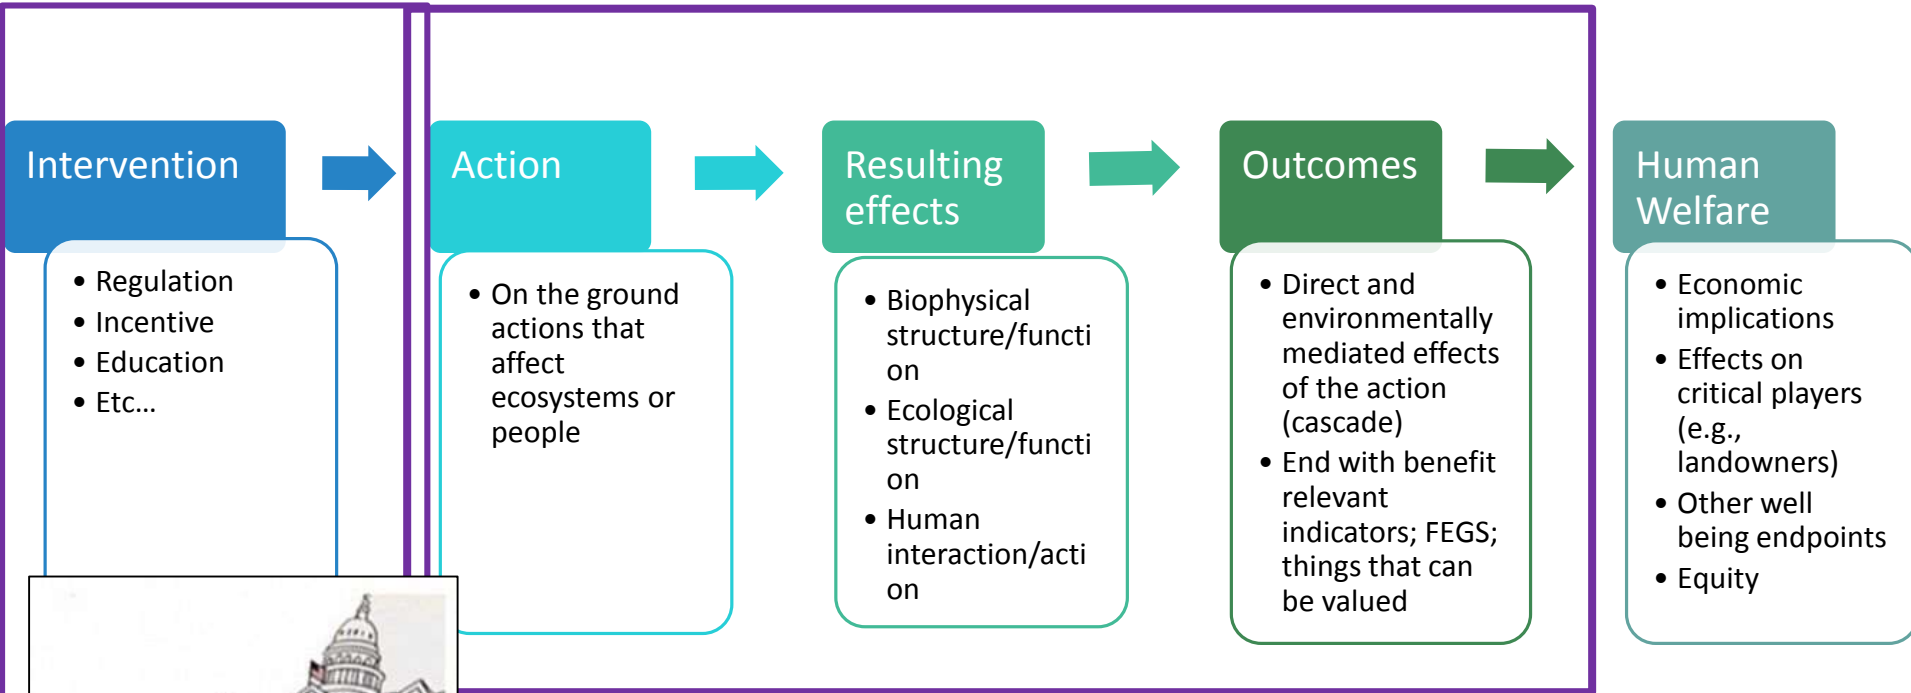 Intervention
• Regulation
• Incentive
• Education
• Etc...
Action
• On the ground
actions that
affect
ecosystems or
people
Resulting
effects
• Biophysical
structure/functi
on
• Ecological
structure/functi
on
• Human
interaction/acti
on
Outcomes
• Direct and
environmentally
mediated effects
of the action
(cascade)
• End with benefit
relevant
indicators; FEGS;
things that can
be valued
Human
Welfare
• Economic
implications
• Effects on
critical players
(e.g.,
landowners)
• Other well
being endpoints
• Equity